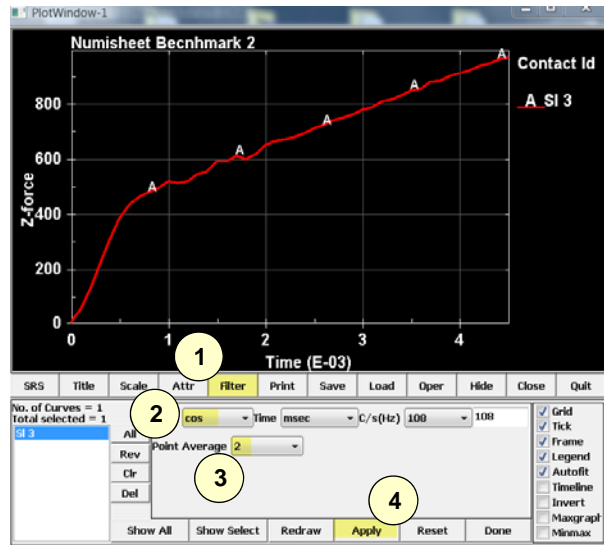 PlotWindow-1
Numisheet Becnhmark 2
Contact Id
A SI 3
A
A
A
A
A
800
600
400
200
0
Z-force
0 1 2 3 4
Time (E-03)
1
SRS Title Scale Attr Filter Print Save Load Oper Hide Close Quit
No. of Curves = 1
Total selected = 1
SI 3
All
Rev
Clr
Del
2
cos Time msec C/s(Hz) 108 108
Point Average 2
3
4
Show All Show Select Redraw Apply Reset Done
Grid
Tick
Frame
Legend
Autofit
Timeline
Invert
Maxgraph
Minmax